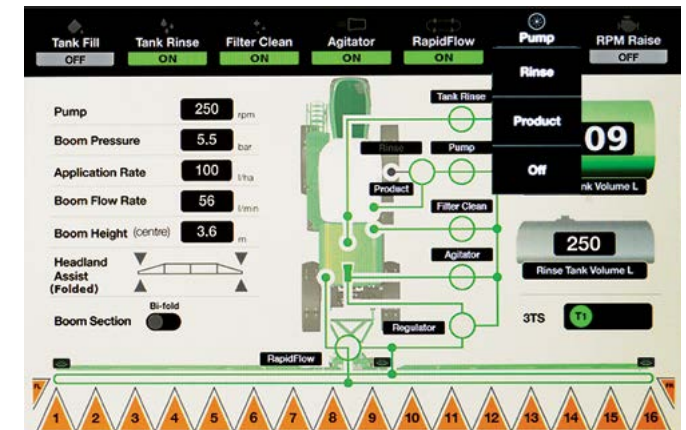 Tank Fill
OFF
Tank Rinse
ON
Filter Clean
ON
Agitator
ON
RapidFlow
ON
Pump
Rinse
Product
Off
RPM Raise
OFF
Pump 250 rpm
Boom Pressure 5.5 bar
Application Rate 100 l/ha
Boom Flow Rate 56 l/min
Boom Height (centre) 3.6 m
Headland
Assist
(Folded)
Bi-fold
Boom Section
Tank Rinse
Rinse
Pump
Product
Filter Clean
Agitator
Regulator
RapidFlow
09
Tank Volume L
250
Rinse Tank Volume L
3TS T1
FL
1 2 3 4 5 6 7 8 9 10 11 12 13 14 15 16
FR